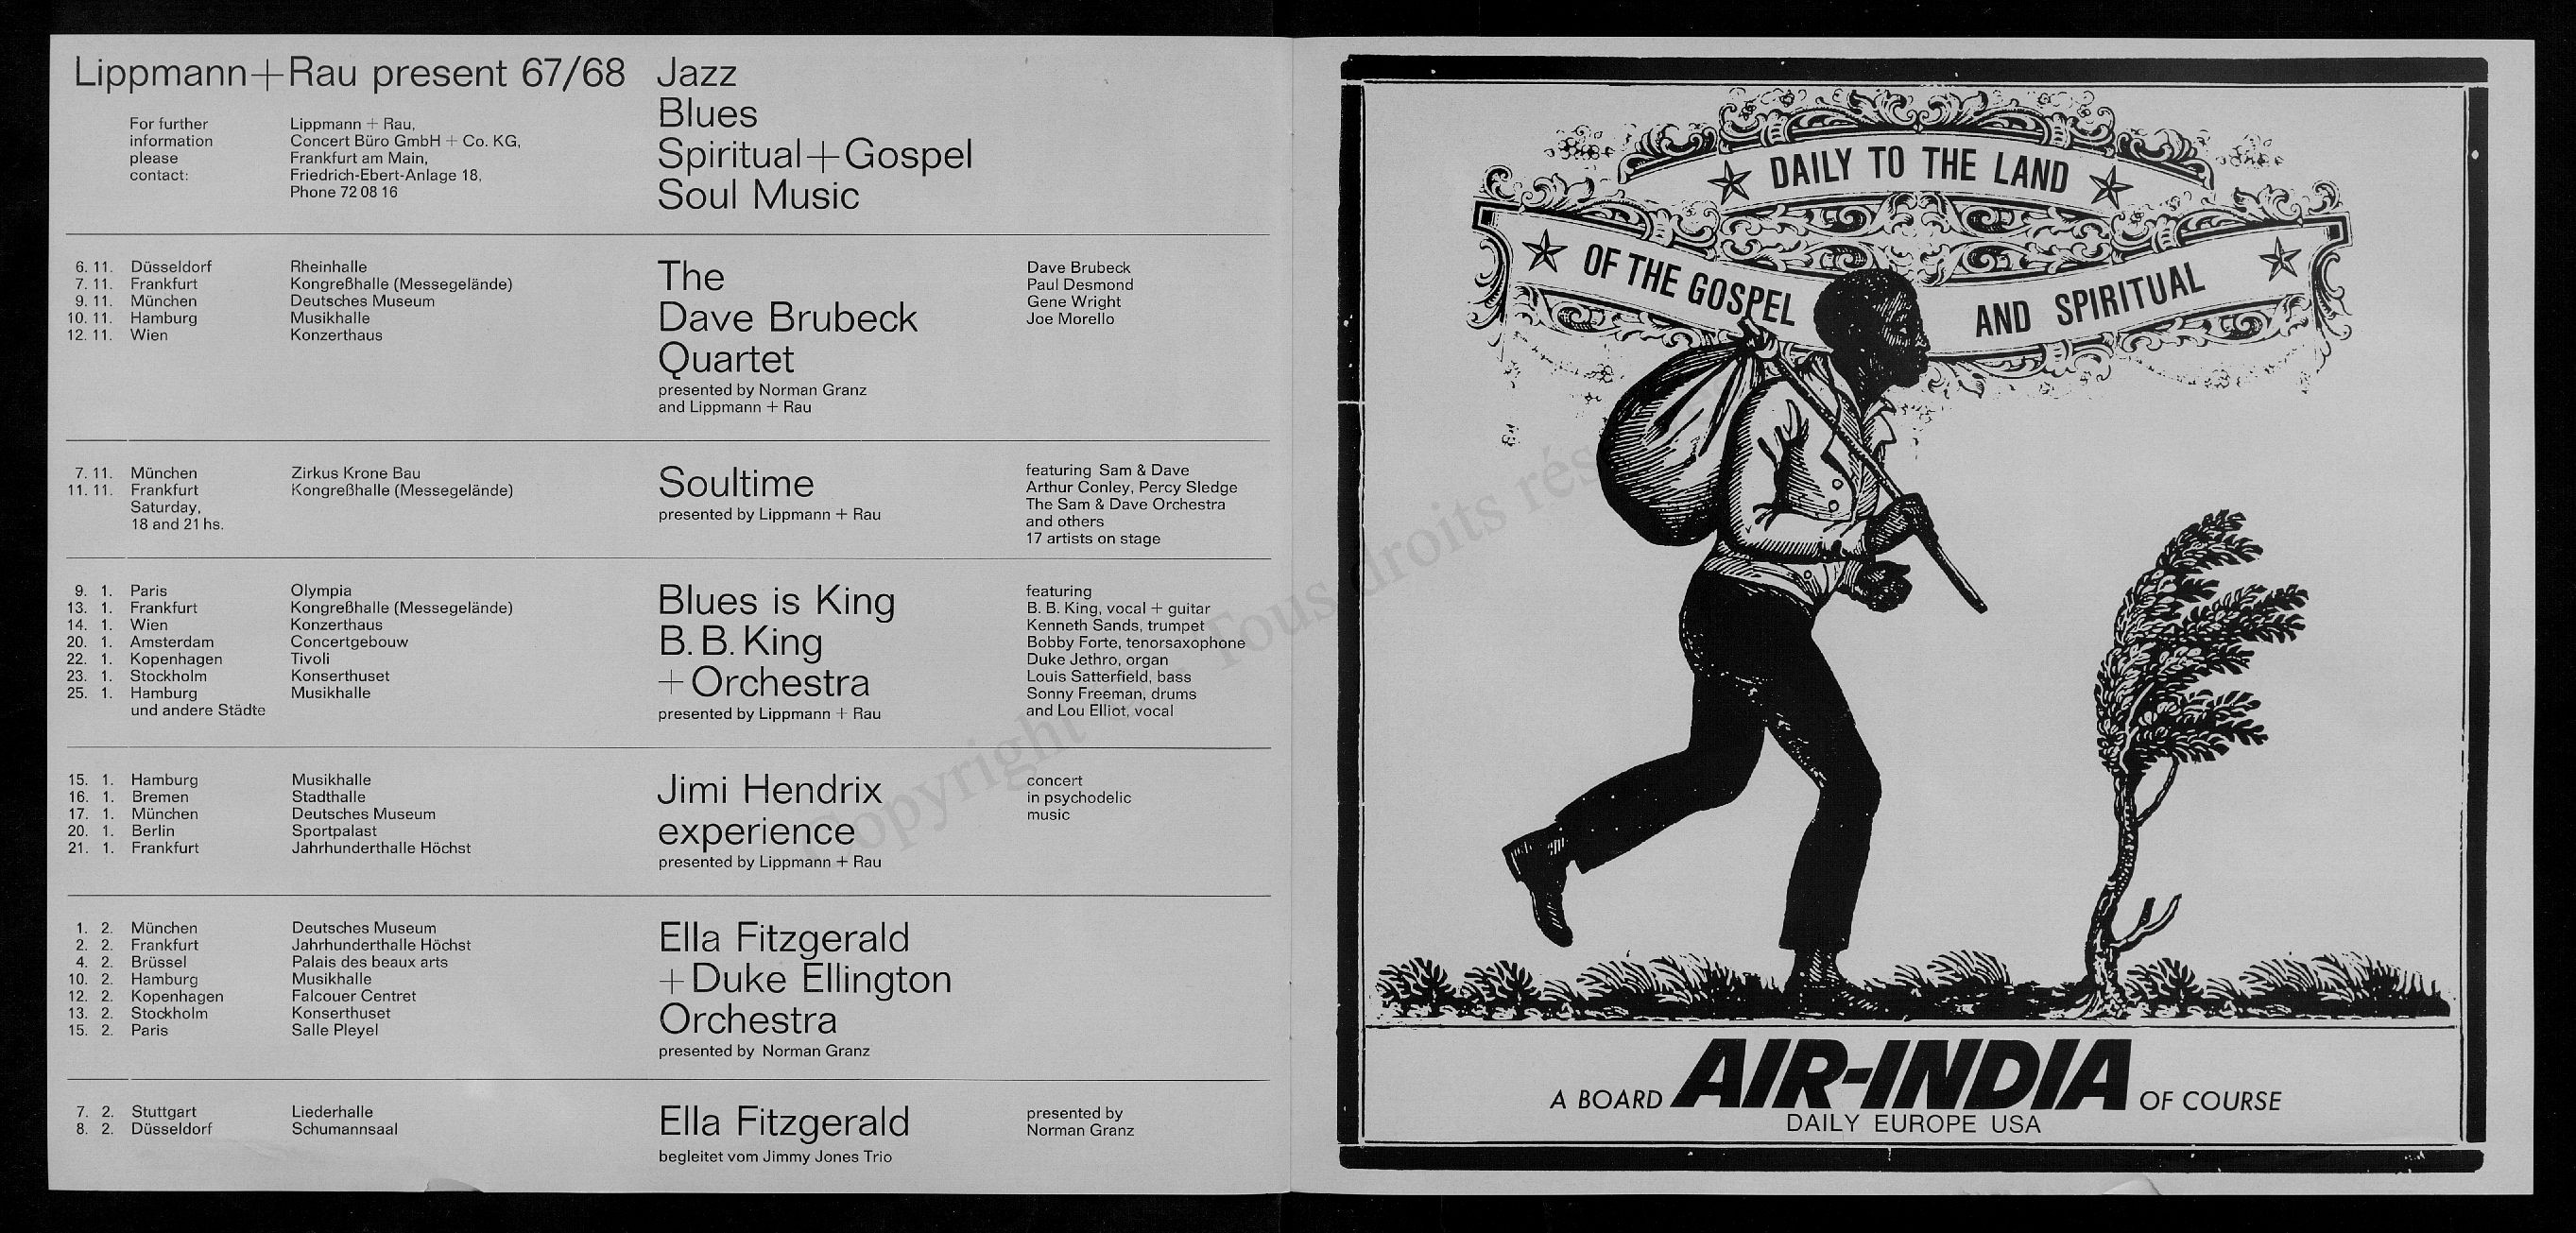 Lippmann+Rau present 67/68
Jazz
Blues
Spiritual+Gospel
Soul Music
For further
information
please
contact:
Lippmann + Rau,
Concert Büro GmbH + Co. KG,
Frankfurt am Main,
Friedrich-Ebert-Anlage 18,
Phone 72 08 16
6. 11. Düsseldorf Rheinhalle
7. 11. Frankfurt Kongreßhalle (Messegelände)
9. 11. München Deutsches Museum
10. 11. Hamburg Musikhalle
12. 11. Wien Konzerthaus
The
Dave Brubeck
Quartet
presented by Norman Granz
and Lippmann + Rau
Dave Brubeck
Paul Desmond
Gene Wright
Joe Morello
7. 11. München Zirkus Krone Bau
11. 11. Frankfurt Kongreßhalle (Messegelände)
Saturday,
18 and 21 hs.
Soultime
presented by Lippmann + Rau
featuring Sam & Dave
Arthur Conley, Percy Sledge
The Sam & Dave Orchestra
and others
17 artists on stage
9. 1. Paris Olympia
13. 1. Frankfurt Kongreßhalle (Messegelände)
14. 1. Wien Konzerthaus
20. 1. Amsterdam Concertgebouw
22. 1. Kopenhagen Tivoli
23. 1. Stockholm Konserthuset
25. 1. Hamburg Musikhalle
und andere Städte
Blues is King
B. B. King
+Orchestra
presented by Lippmann + Rau
featuring
B. B. King, vocal + guitar
Kenneth Sands, trumpet
Bobby Forte, tenorsaxophone
Duke Jethro, organ
Louis Satterfield, bass
Sonny Freeman, drums
and Lou Elliot, vocal
15. 1. Hamburg Musikhalle
16. 1. Bremen Stadthalle
17. 1. München Deutsches Museum
20. 1. Berlin Sportpalast
21. 1. Frankfurt Jahrhunderthalle Höchst
Jimi Hendrix
experience
presented by Lippmann + Rau
concert
in psychodelic
music
1. 2. München Deutsches Museum
2. 2. Frankfurt Jahrhunderthalle Höchst
4. 2. Brüssel Palais des beaux arts
10. 2. Hamburg Musikhalle
12. 2. Kopenhagen Falcouer Centret
13. 2. Stockholm Konserthuset
15. 2. Paris Salle Pleyel
Ella Fitzgerald
+Duke Ellington
Orchestra
presented by Norman Granz
7. 2. Stuttgart Liederhalle
8. 2. Düsseldorf Schumannsaal
Ella Fitzgerald
begleitet vom Jimmy Jones Trio
presented by
Norman Granz
DAILY TO THE LAND
OF THE GOSPEL AND SPIRITUAL
A BOARD AIR-INDIA OF COURSE
DAILY EUROPE USA
Copyright © Tous droits